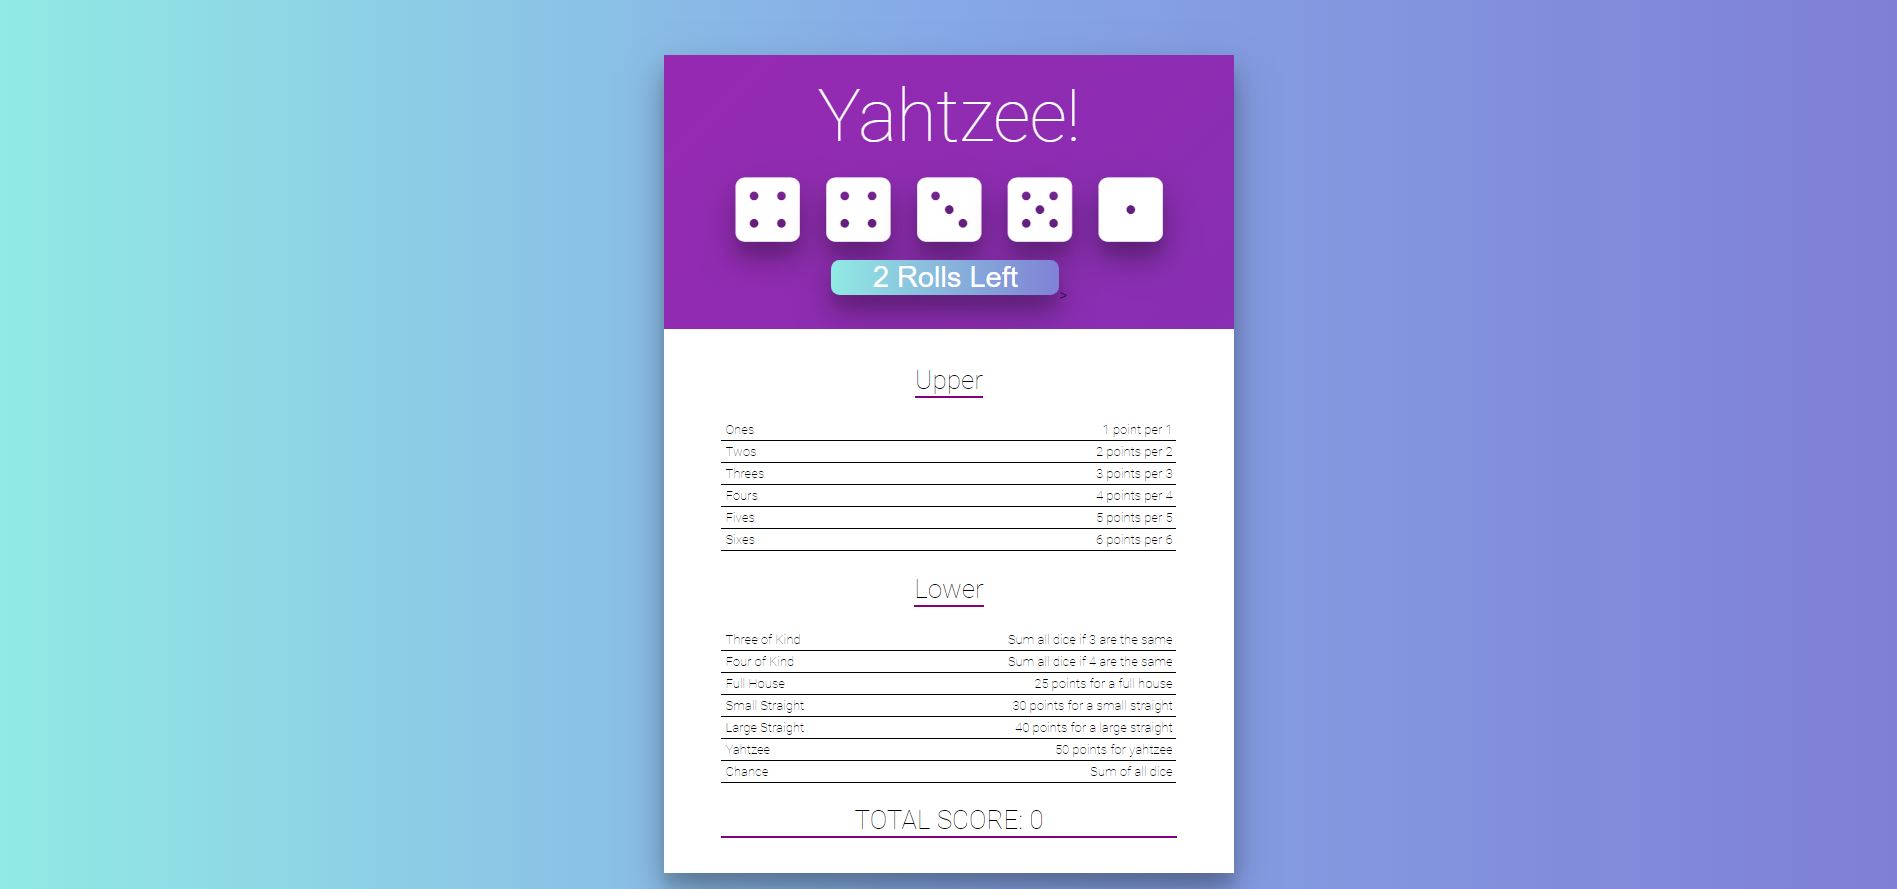 Yahtzee!
2 Rolls Left
>
Upper
Ones 1 point per 1
Twos 2 points per 2
Threes 3 points per 3
Fours 4 points per 4
Fives 5 points per 5
Sixes 6 points per 6
Lower
Three of Kind Sum all dice if 3 are the same
Four of Kind Sum all dice if 4 are the same
Full House 25 points for a full house
Small Straight 30 points for a small straight
Large Straight 40 points for a large straight
Yahtzee 50 points for yahtzee
Chance Sum of all dice
TOTAL SCORE: 0